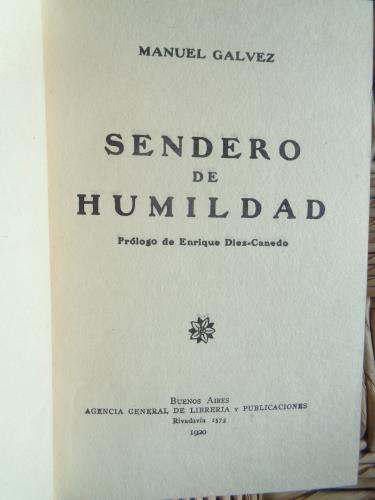 MANUEL GALVEZ
SENDERO
DE
HUMILDAD
Prólogo de Enrique Diez-Canedo
BUENOS AIRES
AGENCIA GENERAL DE LIBRERIA Y PUBLICACIONES
Rivadavia 1573
1920